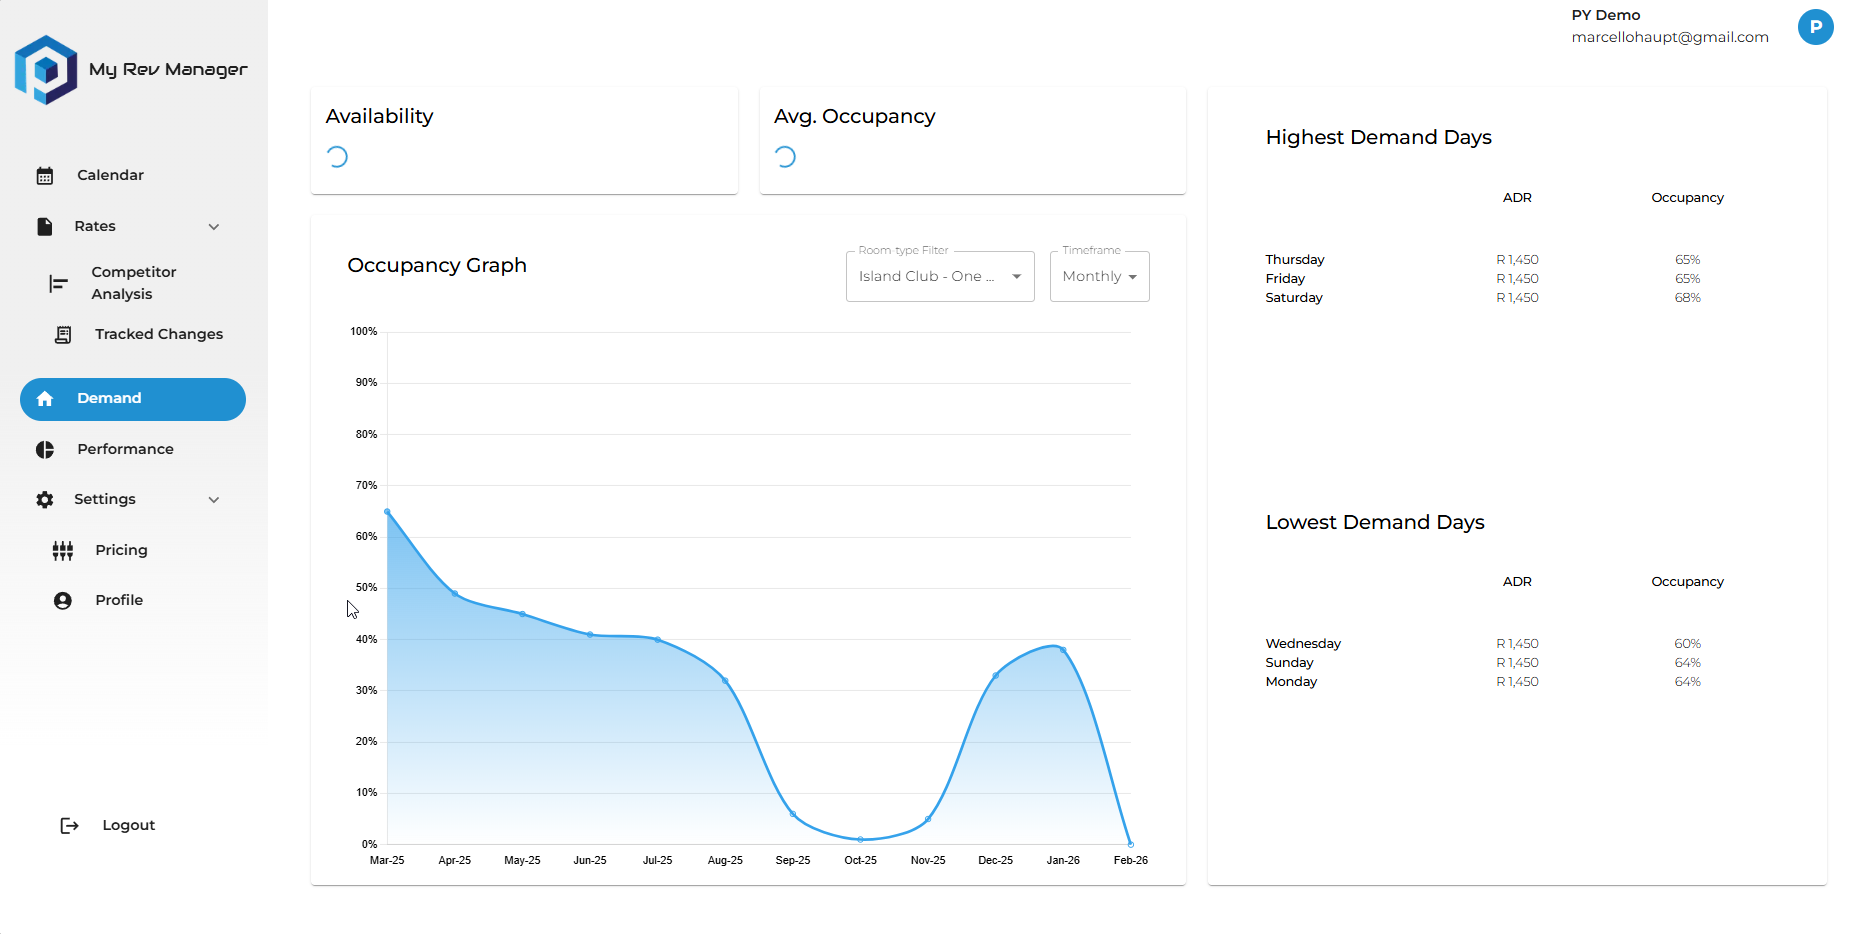 PY Demo
marcellohaupt@gmail.com
P
My Rev Manager
Calendar
Rates
Competitor
Analysis
Tracked Changes
Demand
Performance
Settings
Pricing
Profile
Logout
Availability
Avg. Occupancy
Occupancy Graph
Room-type Filter
Island Club - One ...
Timeframe
Monthly
100%
90%
80%
70%
60%
50%
40%
30%
20%
10%
0%
Mar-25 Apr-25 May-25 Jun-25 Jul-25 Aug-25 Sep-25 Oct-25 Nov-25 Dec-25 Jan-26 Feb-26
Highest Demand Days
ADR Occupancy
Thursday R 1,450 65%
Friday R 1,450 65%
Saturday R 1,450 68%
Lowest Demand Days
ADR Occupancy
Wednesday R 1,450 60%
Sunday R 1,450 64%
Monday R 1,450 64%